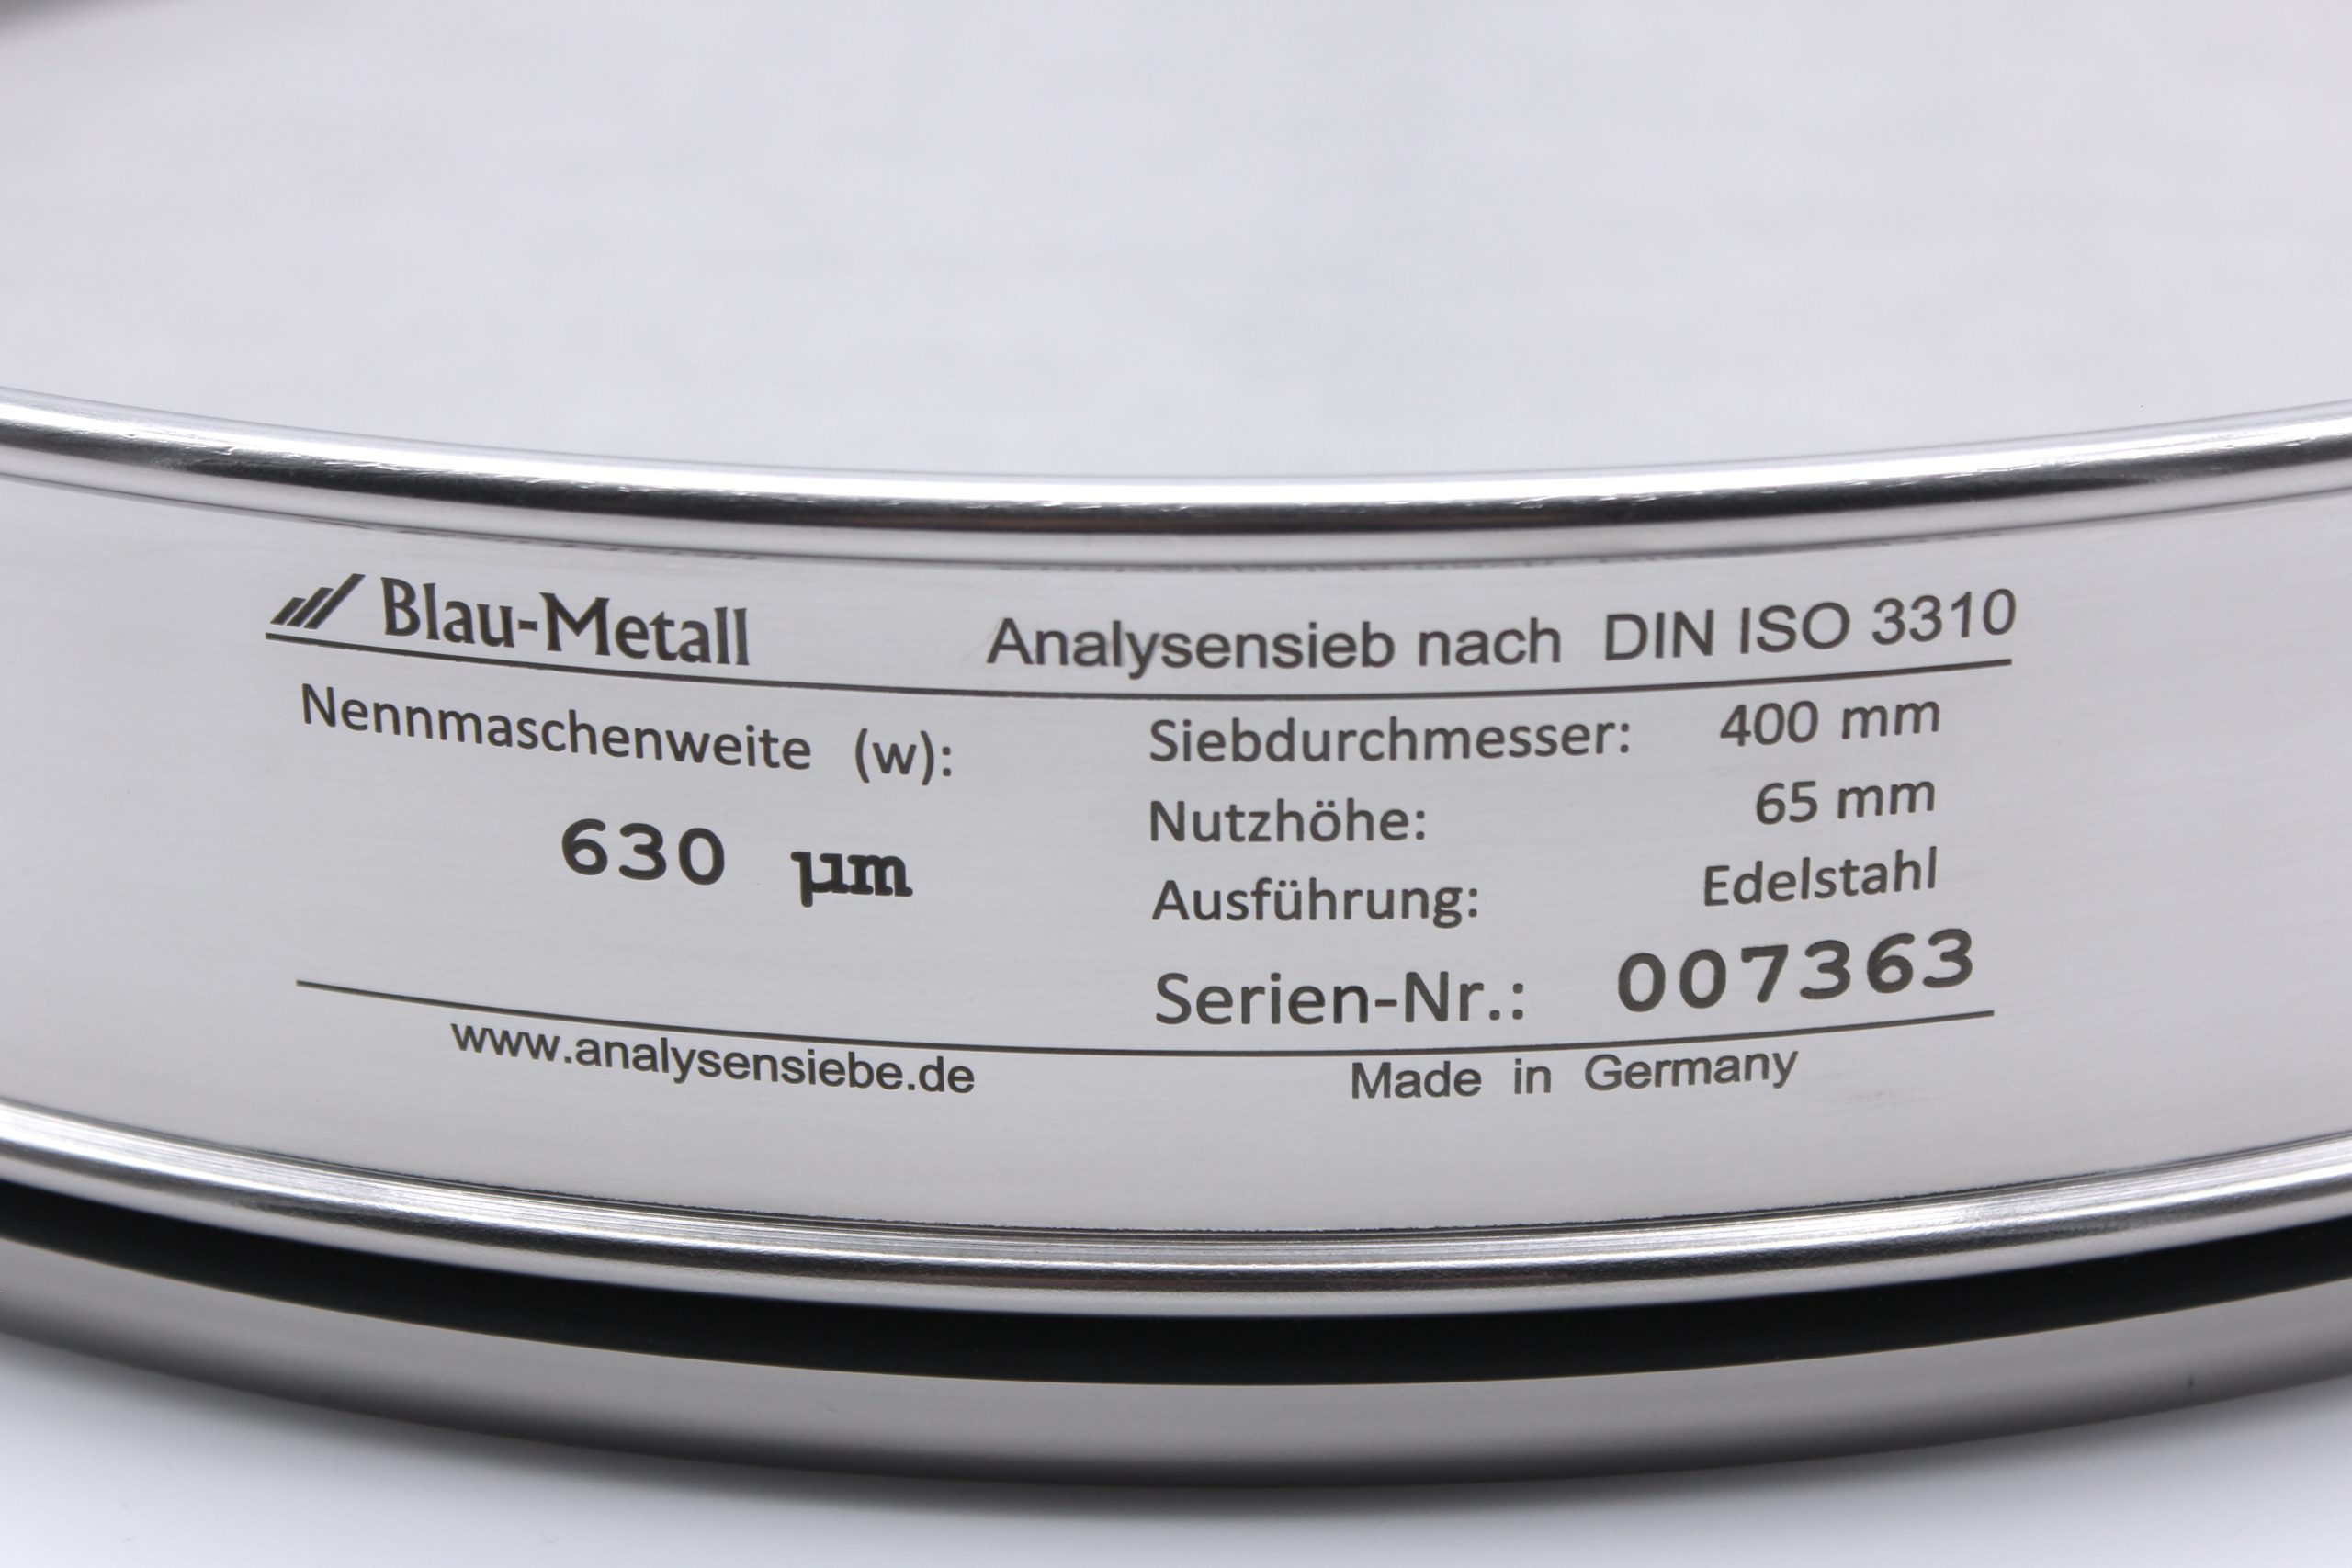 Blau-Metall Analysensieb nach DIN ISO 3310
Nennmaschenweite (w):
630 µm
Siebdurchmesser: 400 mm
Nutzhöhe: 65 mm
Ausführung: Edelstahl
Serien-Nr.: 007363
www.analysensiebe.de Made in Germany